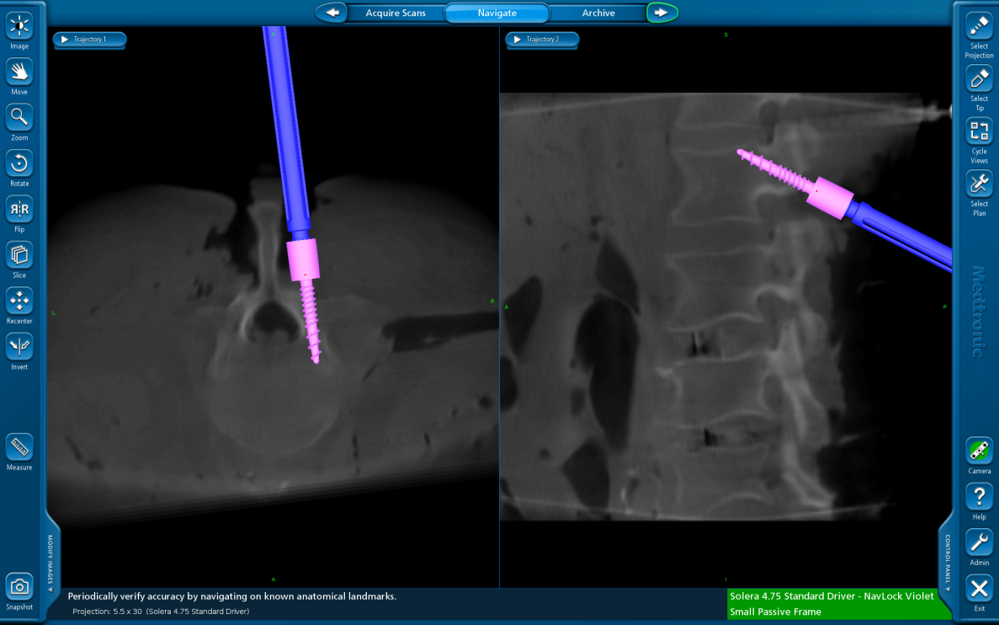 Acquire Scans
Navigate
Archive
Image
Move
Zoom
Rotate
Flip
R R
Slice
Recenter
Invert
Measure
Snapshot
MODIFY IMAGES
Trajectory 1
L
R
A
Trajectory 2
S
A
P
I
Select
Projection
Select
Tip
Cycle
Views
Select
Plan
Medtronic
Camera
?
Help
Admin
Exit
CONTROL PANEL
Periodically verify accuracy by navigating on known anatomical landmarks.
Projection: 5.5 x 30 (Solera 4.75 Standard Driver)
Solera 4.75 Standard Driver - NavLock Violet
Small Passive Frame